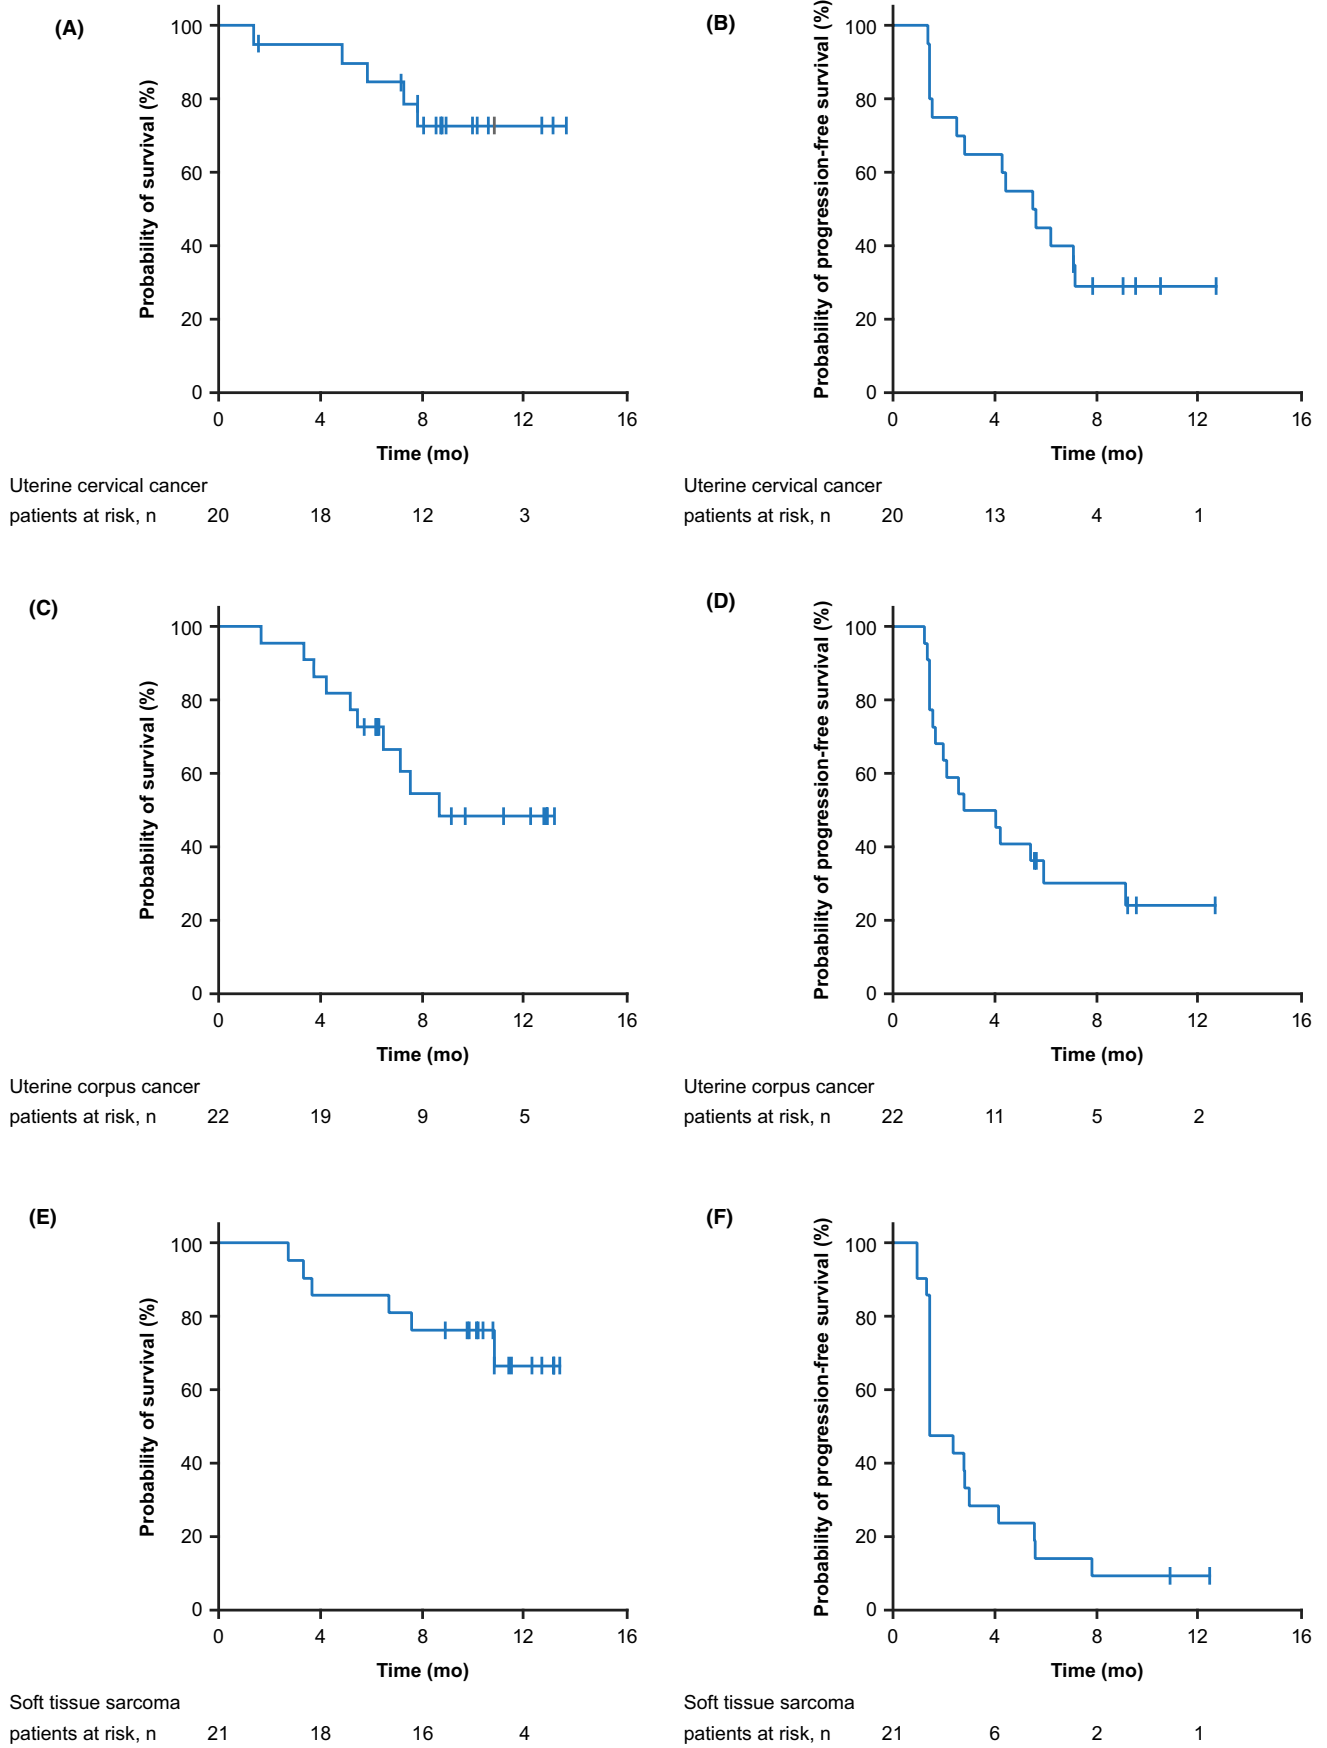 (A)
Probability of survival (%)
100
80
60
40
20
0
0 4 8 12 16
Time (mo)
Uterine cervical cancer
patients at risk, n 20 18 12 3
(B)
Probability of progression-free survival (%)
100
80
60
40
20
0
0 4 8 12 16
Time (mo)
Uterine cervical cancer
patients at risk, n 20 13 4 1
(C)
Probability of survival (%)
100
80
60
40
20
0
0 4 8 12 16
Time (mo)
Uterine corpus cancer
patients at risk, n 22 19 9 5
(D)
Probability of progression-free survival (%)
100
80
60
40
20
0
0 4 8 12 16
Time (mo)
Uterine corpus cancer
patients at risk, n 22 11 5 2
(E)
Probability of survival (%)
100
80
60
40
20
0
0 4 8 12 16
Time (mo)
Soft tissue sarcoma
patients at risk, n 21 18 16 4
(F)
Probability of progression-free survival (%)
100
80
60
40
20
0
0 4 8 12 16
Time (mo)
Soft tissue sarcoma
patients at risk, n 21 6 2 1